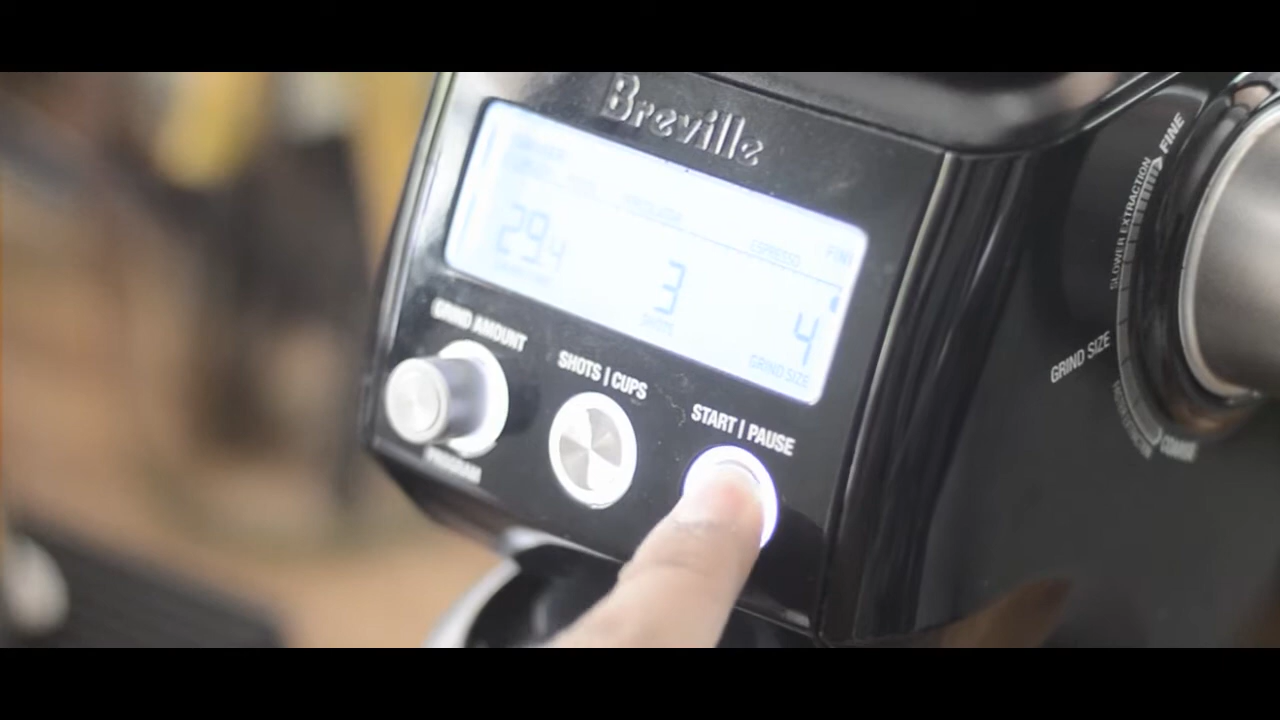 Breville
ESPRESSO
FINE
29.4
3
SHOTS
4
GRIND SIZE
GRIND AMOUNT
SHOTS | CUPS
START | PAUSE
PROGRAM
FINE
SLOWER EXTRACTION
GRIND SIZE
COARSE